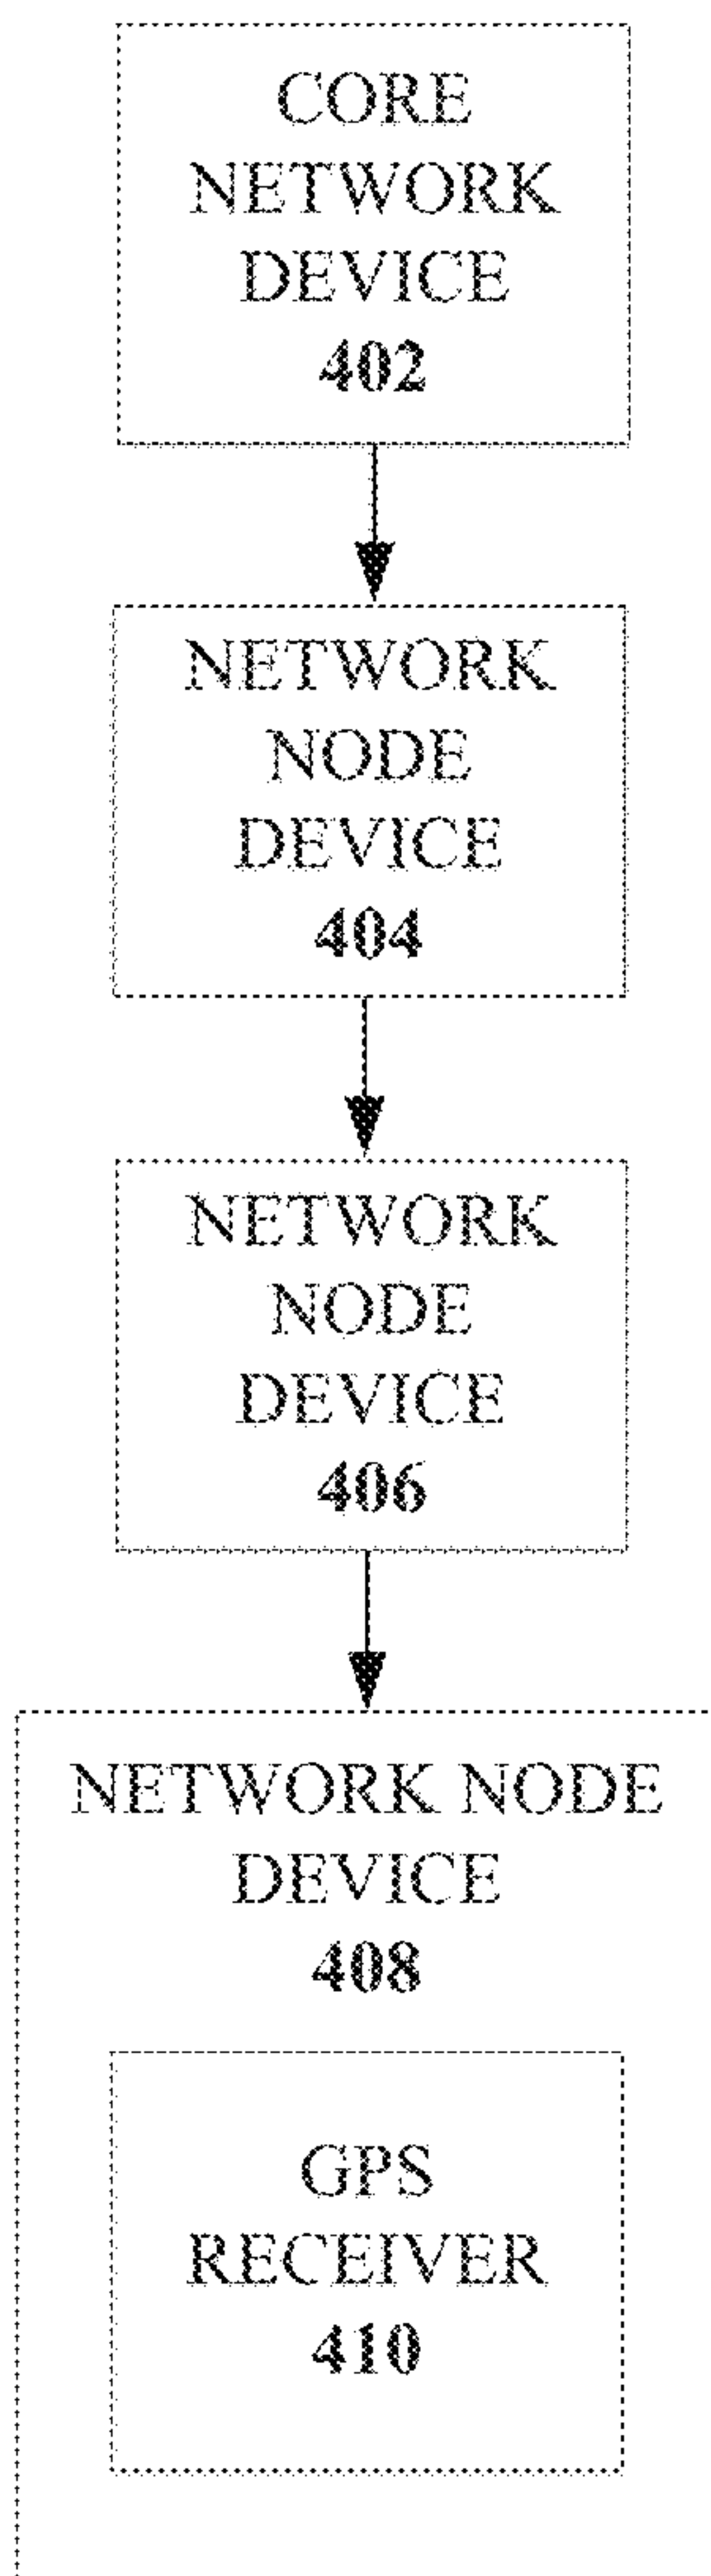 CORE
NETWORK
DEVICE
402
NETWORK
NODE
DEVICE
404
NETWORK
NODE
DEVICE
406
NETWORK NODE
DEVICE
408
GPS
RECEIVER
410